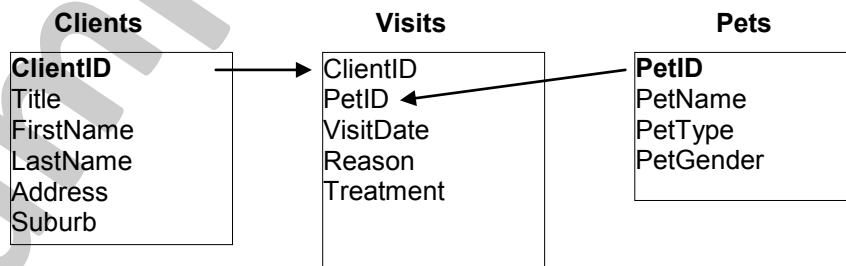 Clients
ClientID
Title
FirstName
LastName
Address
Suburb
Visits
ClientID
PetID
VisitDate
Reason
Treatment
Pets
PetID
PetName
PetType
PetGender